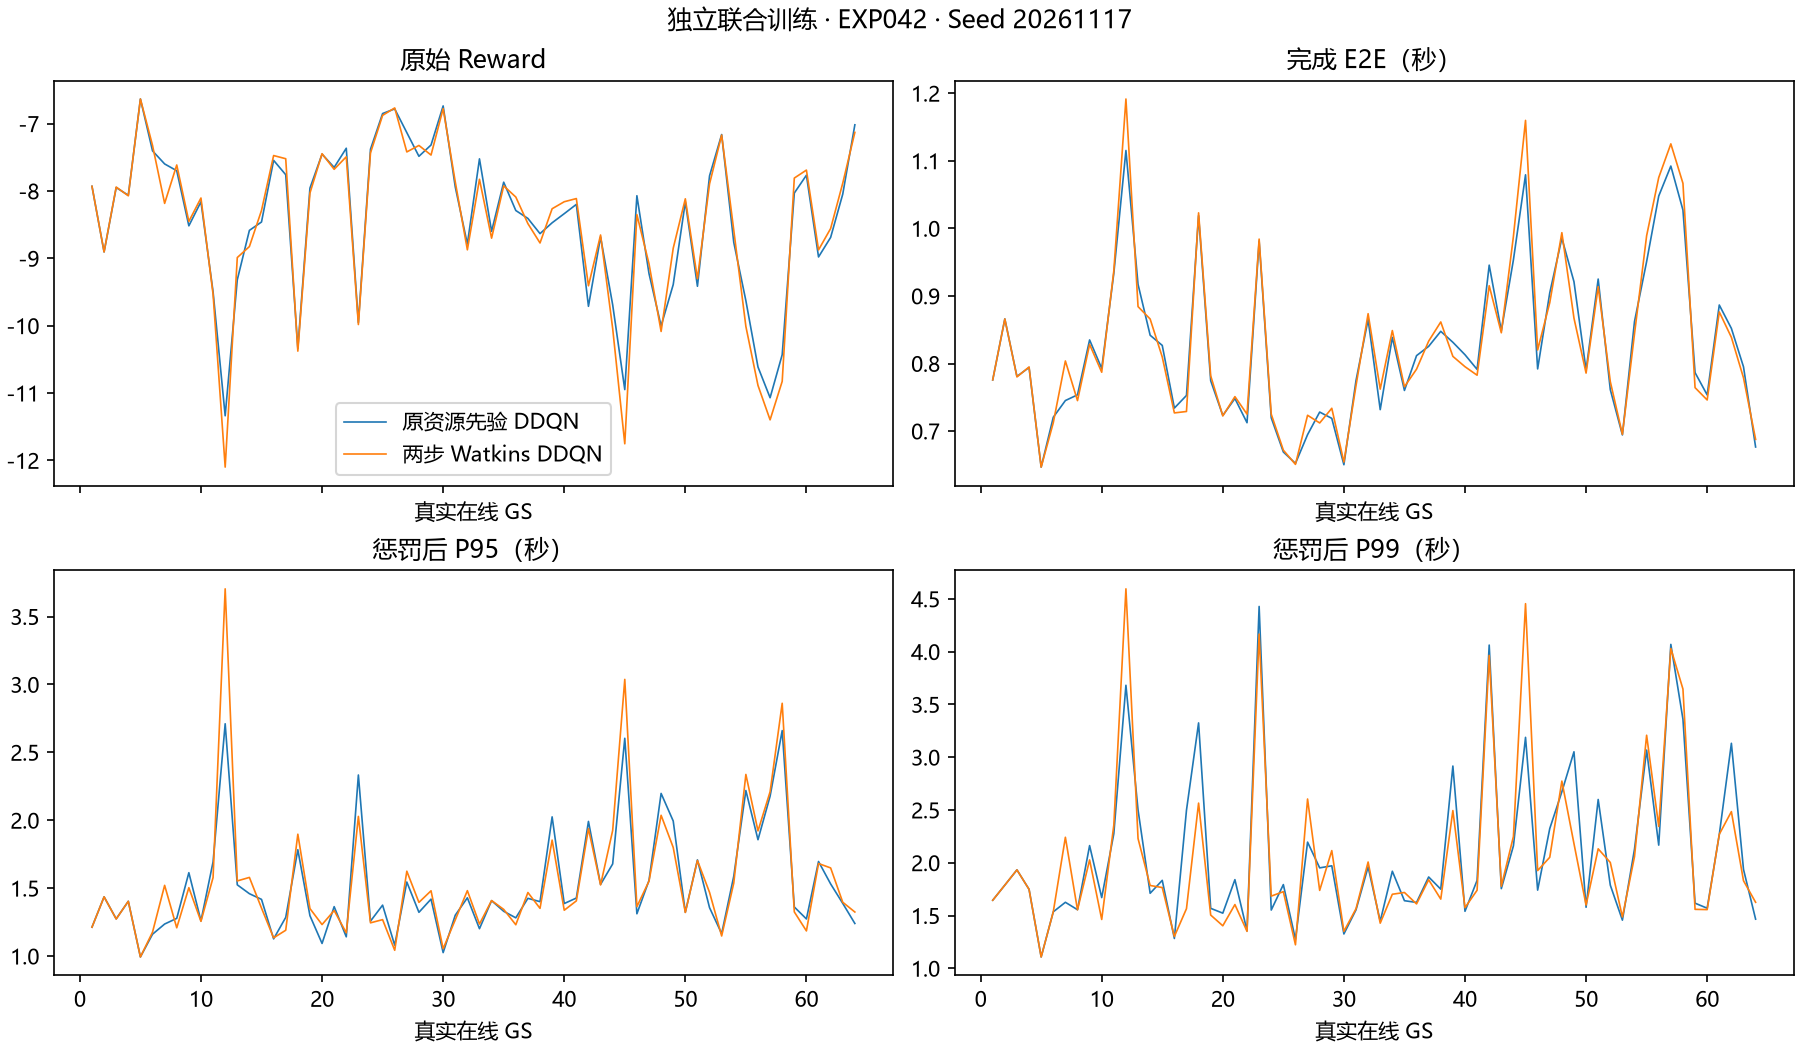 独立联合训练 · EXP042 · Seed 20261117
原始 Reward
-7
-8
-9
-10
-11
-12
原资源先验 DDQN
两步 Watkins DDQN
真实在线 GS
完成 E2E（秒）
1.2
1.1
1.0
0.9
0.8
0.7
真实在线 GS
惩罚后 P95（秒）
3.5
3.0
2.5
2.0
1.5
1.0
0 10 20 30 40 50 60
真实在线 GS
惩罚后 P99（秒）
4.5
4.0
3.5
3.0
2.5
2.0
1.5
1.0
0 10 20 30 40 50 60
真实在线 GS